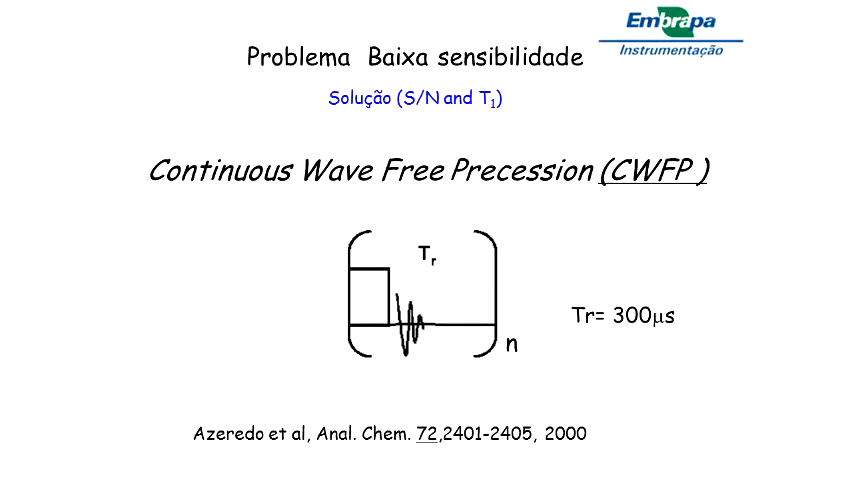 Embrapa
Instrumentação
Problema Baixa sensibilidade
Solução (S/N and T₁)
Continuous Wave Free Precession (CWFP )
Tᵣ
Tr= 300μs
n
Azeredo et al, Anal. Chem. 72,2401-2405, 2000